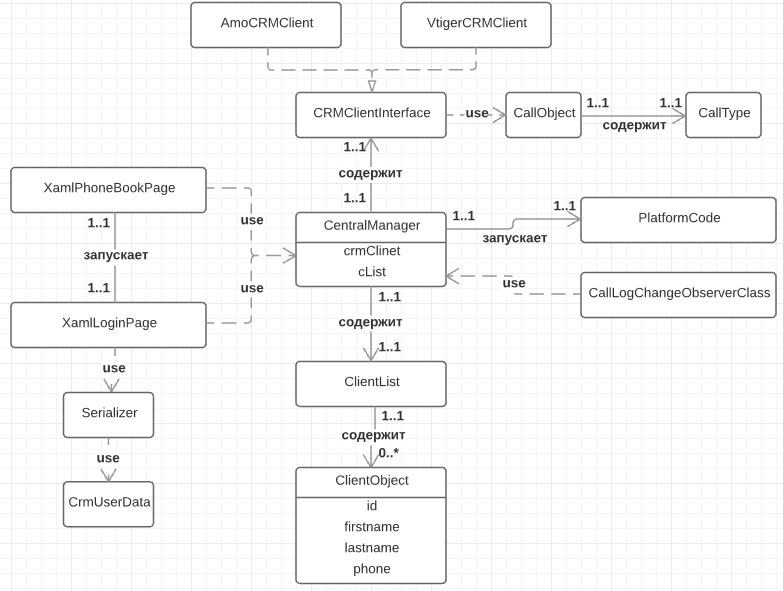 AmoCRMClient
VtigerCRMClient
CRMClientInterface
use
CallObject
1..1
1..1
содержит
CallType
1..1
содержит
1..1
XamlPhoneBookPage
1..1
запускает
1..1
XamlLoginPage
use
use
CentralManager
crmClinet
cList
1..1
1..1
запускает
PlatformCode
use
CallLogChangeObserverClass
1..1
содержит
1..1
use
Serializer
use
CrmUserData
ClientList
1..1
содержит
0..*
ClientObject
id
firstname
lastname
phone